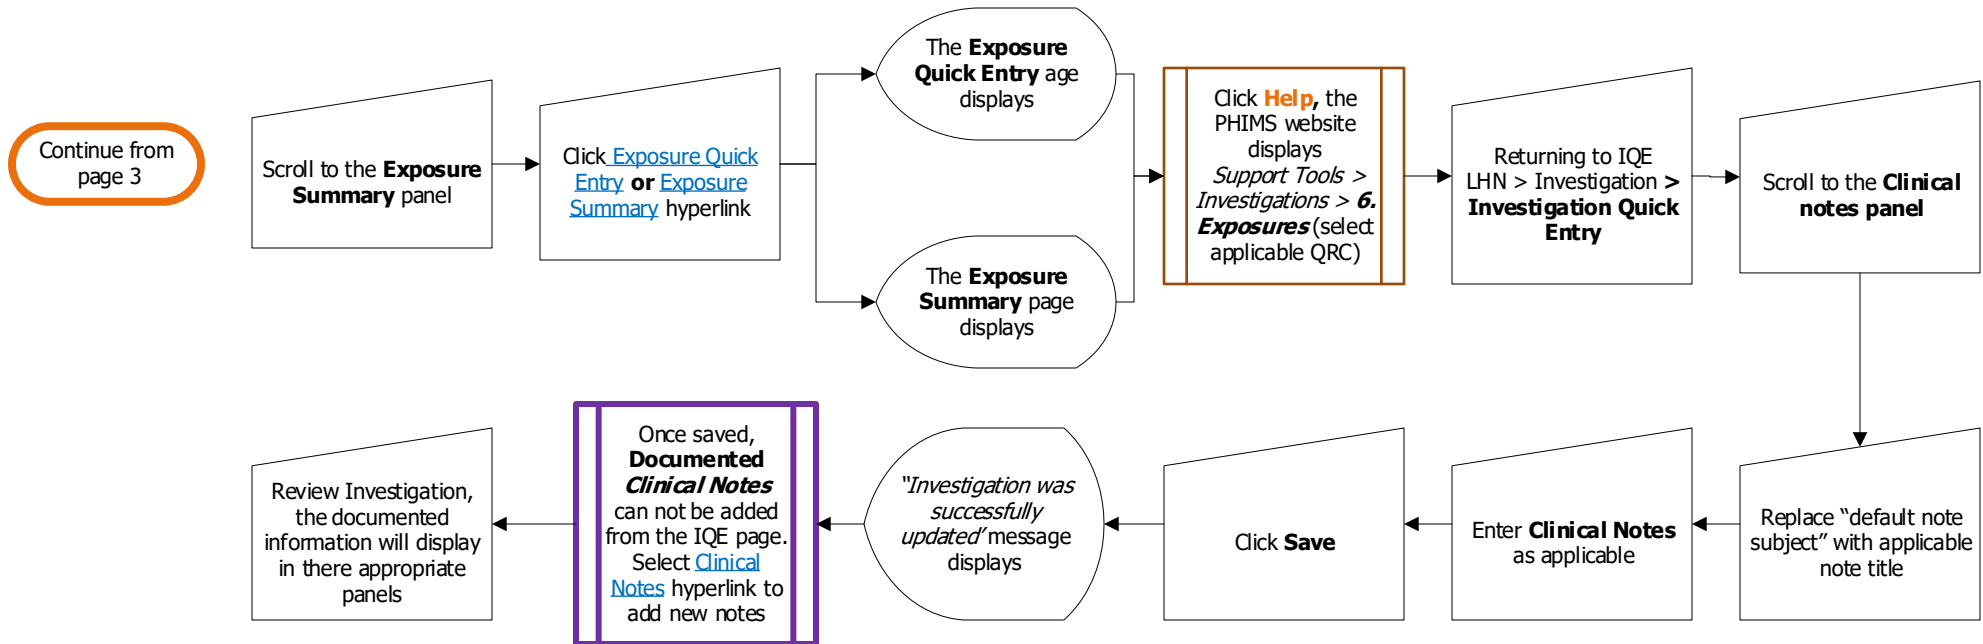 Continue from
page 3
Scroll to the Exposure
Summary panel
Click Exposure Quick
Entry or Exposure
Summary hyperlink
The Exposure
Quick Entry age
displays
The Exposure
Summary page
displays
Click Help, the
PHIMS website
displays
Support Tools >
Investigations > 6.
Exposures (select
applicable QRC)
Returning to IQE
LHN > Investigation >
Investigation Quick
Entry
Scroll to the Clinical
notes panel
Replace “default note
subject” with applicable
note title
Enter Clinical Notes
as applicable
Click Save
“Investigation was
successfully
updated” message
displays
Once saved,
Documented
Clinical Notes
can not be added
from the IQE page.
Select Clinical
Notes hyperlink to
add new notes
Review Investigation,
the documented
information will display
in there appropriate
panels